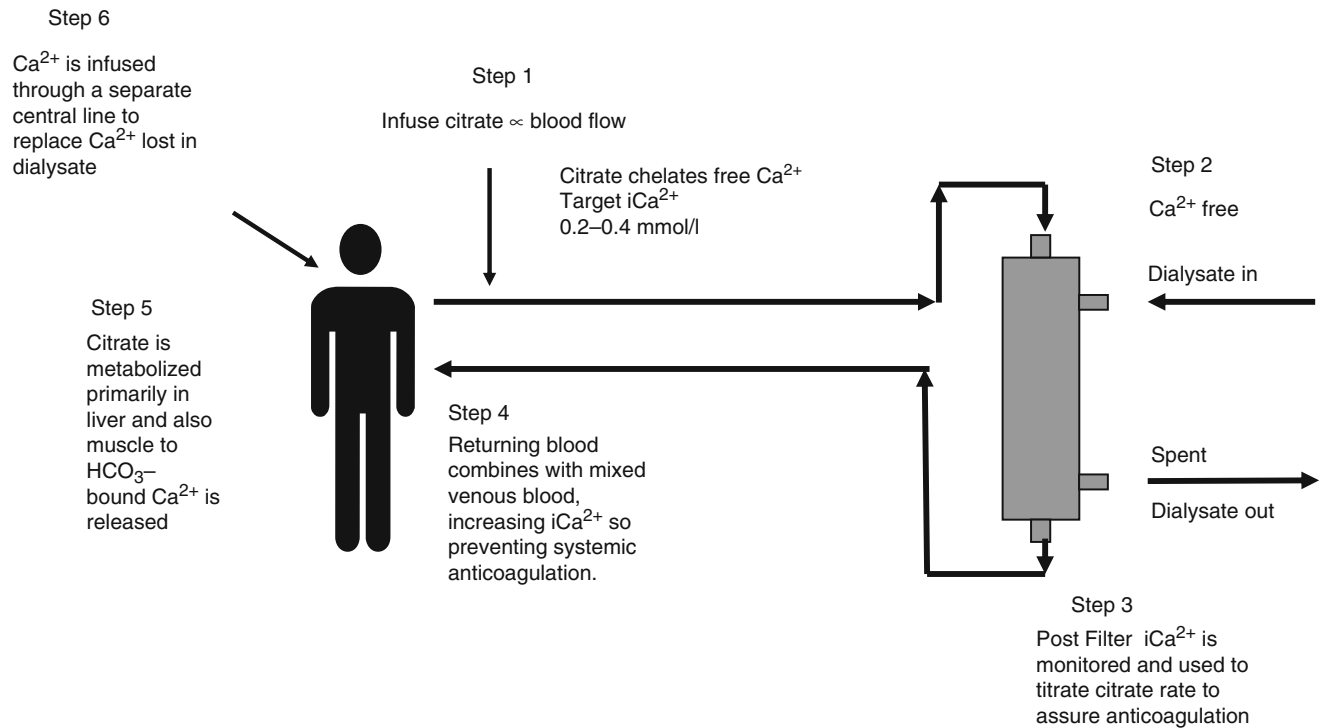 Step 6
Ca²⁺ is infused
through a separate
central line to
replace Ca²⁺ lost in
dialysate
Step 1
Infuse citrate ∝ blood flow
Citrate chelates free Ca²⁺
Target iCa²⁺
0.2–0.4 mmol/l
Step 2
Ca²⁺ free
Dialysate in
Step 5
Citrate is
metabolized
primarily in
liver and also
muscle to
HCO₃–
bound Ca²⁺ is
released
Step 4
Returning blood
combines with mixed
venous blood,
increasing iCa²⁺ so
preventing systemic
anticoagulation.
Spent
Dialysate out
Step 3
Post Filter iCa²⁺ is
monitored and used to
titrate citrate rate to
assure anticoagulation